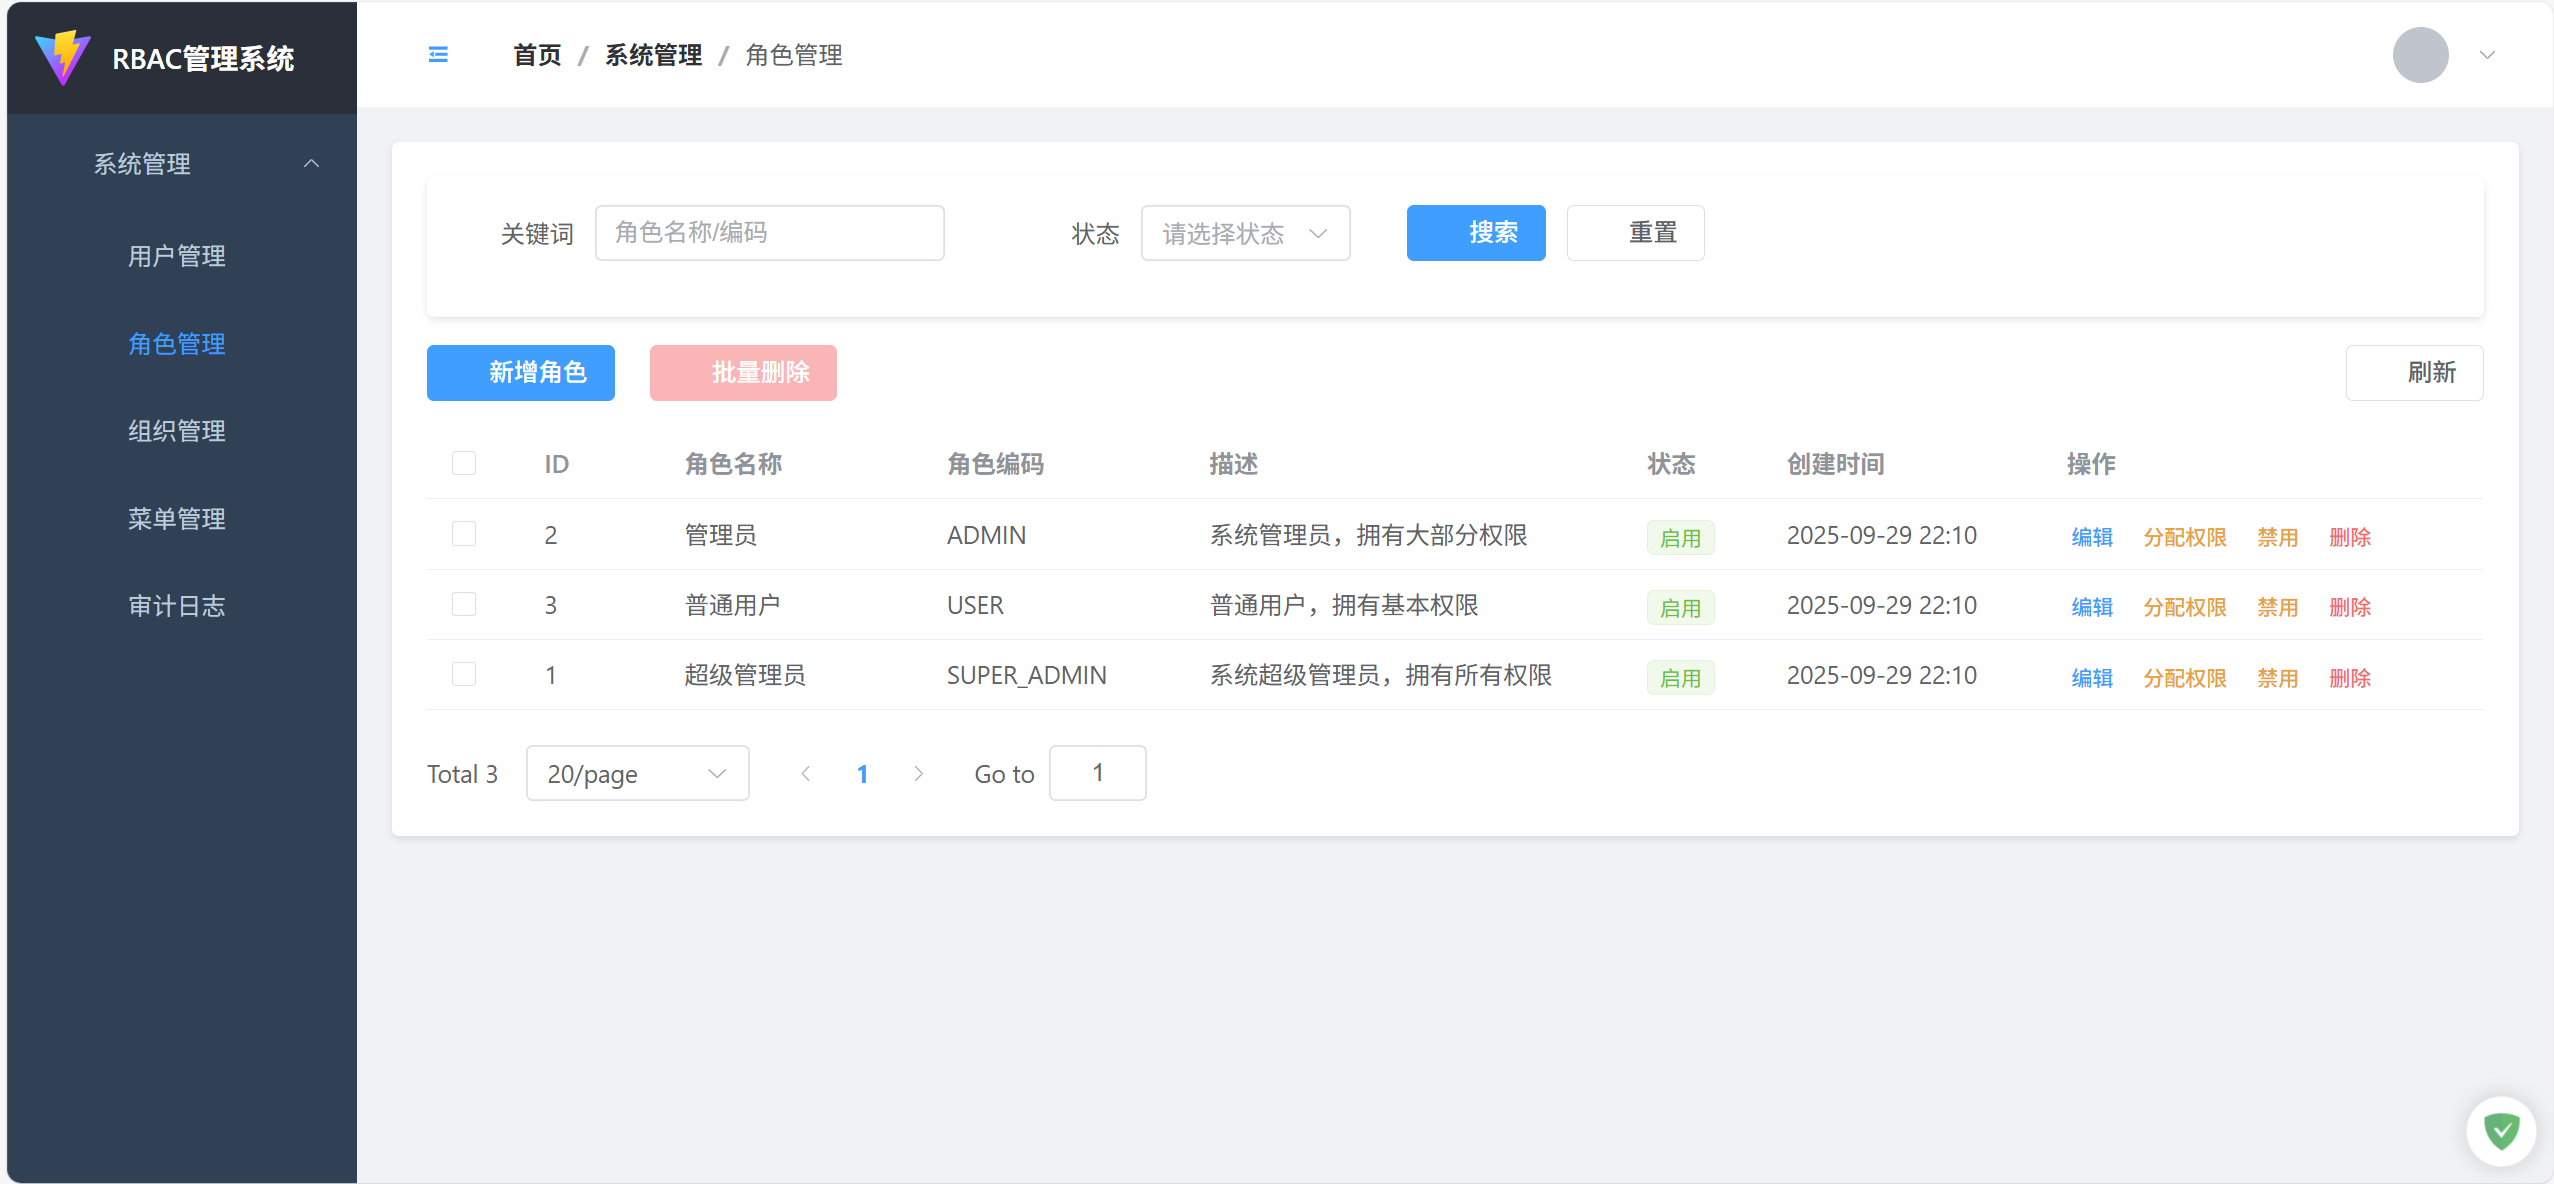 RBAC管理系统
系统管理
用户管理
角色管理
组织管理
菜单管理
审计日志
首页 / 系统管理 / 角色管理
关键词 角色名称/编码 状态 请选择状态 搜索 重置
新增角色 批量删除 刷新
ID 角色名称 角色编码 描述 状态 创建时间 操作
2 管理员 ADMIN 系统管理员，拥有大部分权限 启用 2025-09-29 22:10 编辑 分配权限 禁用 删除
3 普通用户 USER 普通用户，拥有基本权限 启用 2025-09-29 22:10 编辑 分配权限 禁用 删除
1 超级管理员 SUPER_ADMIN 系统超级管理员，拥有所有权限 启用 2025-09-29 22:10 编辑 分配权限 禁用 删除
Total 3 20/page 1 Go to 1